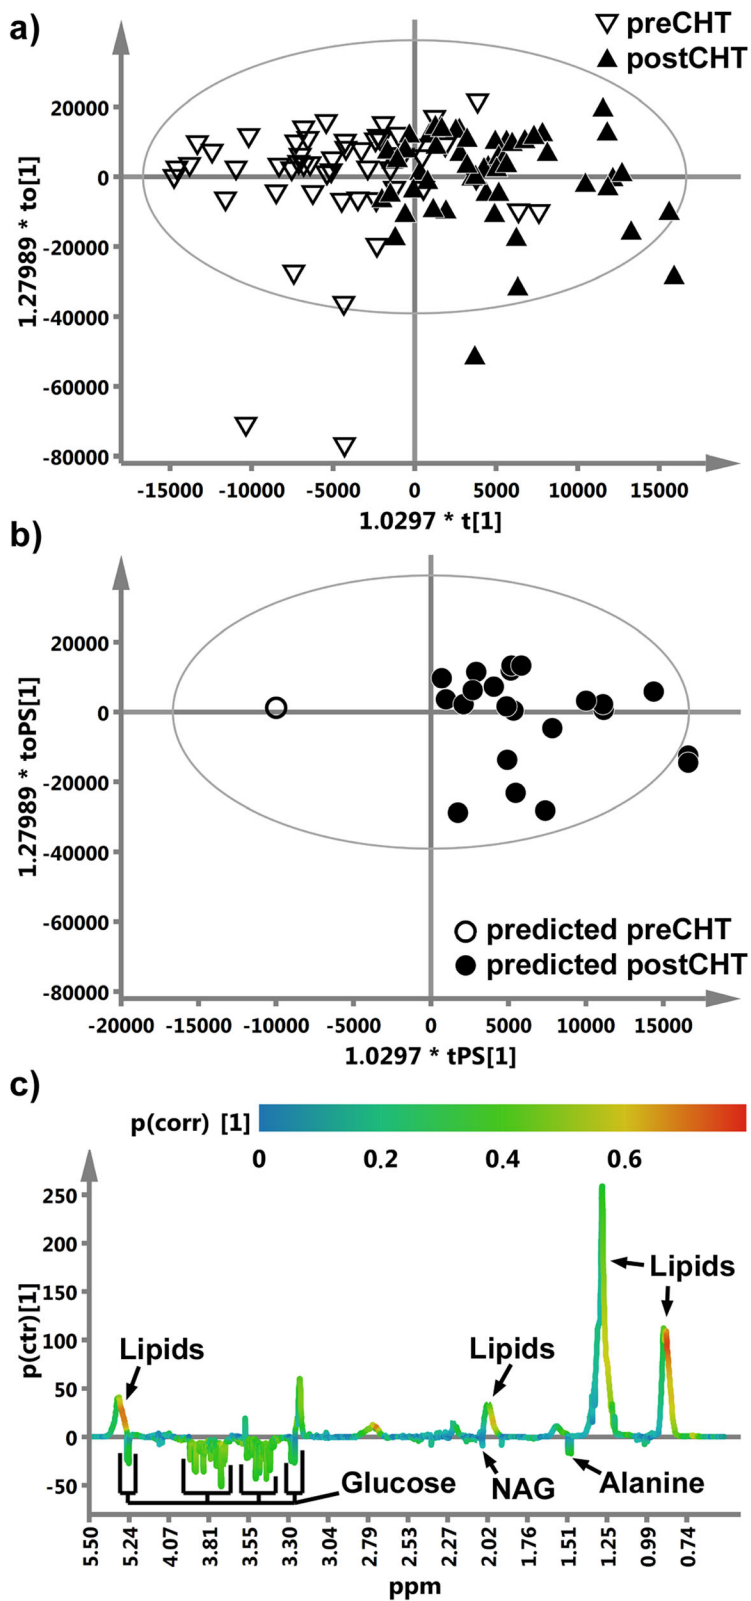 a)
preCHT
postCHT
1.27989 * to[1]
20000
0
-20000
-40000
-60000
-80000
-15000 -10000 -5000 0 5000 10000 15000
1.0297 * t[1]
b)
1.27989 * toPS[1]
20000
0
-20000
-40000
-60000
-80000
predicted preCHT
predicted postCHT
-20000 -15000 -10000 -5000 0 5000 10000 15000
1.0297 * tPS[1]
c)
p(corr) [1]
0 0.2 0.4 0.6
p(ctr)[1]
250
200
150
100
50
0
-50
Lipids
Lipids
Lipids
Glucose
NAG
Alanine
5.50 5.24 4.07 3.81 3.55 3.30 2.79 2.53 2.27 2.02 1.76 1.51 1.25 0.99 0.74
ppm